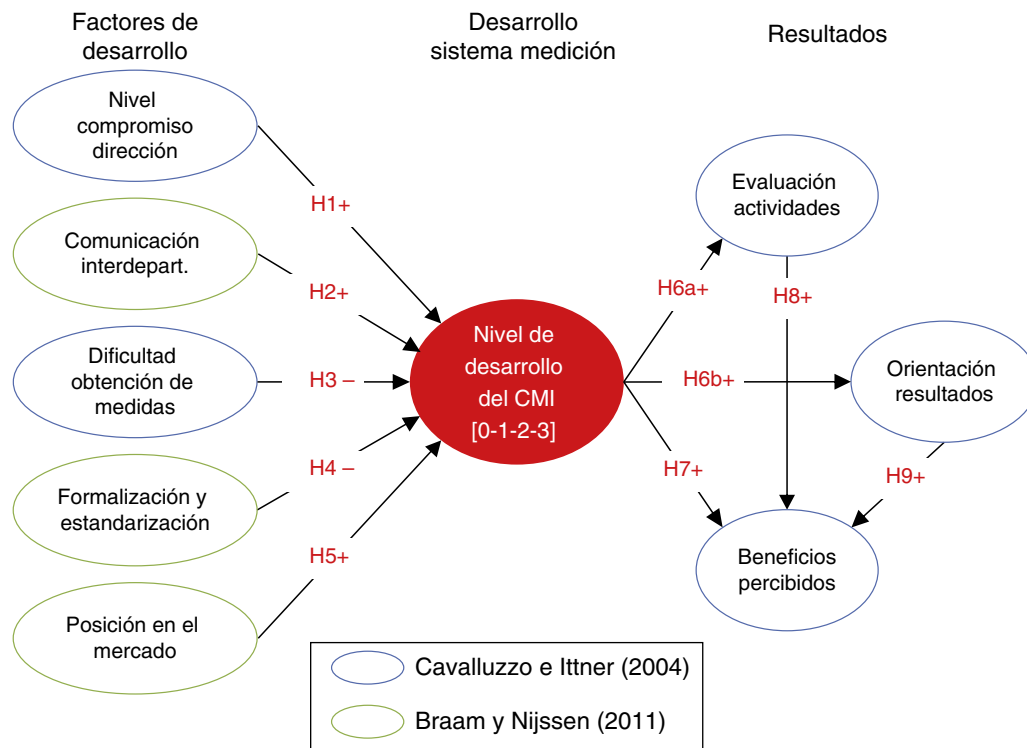 Factores de
desarrollo
Desarrollo
sistema medición
Resultados
Nivel
compromiso
dirección
Comunicación
interdepart.
Dificultad
obtención de
medidas
Formalización y
estandarización
Posición en el
mercado
H1+
H2+
H3 –
H4 –
H5+
Nivel de
desarrollo
del CMI
[0-1-2-3]
H6a+
H6b+
H7+
H8+
H9+
Evaluación
actividades
Orientación
resultados
Beneficios
percibidos
Cavalluzzo e Ittner (2004)
Braam y Nijssen (2011)